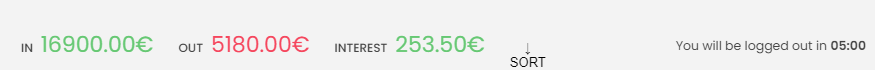 IN 16900.00€ OUT 5180.00€ INTEREST 253.50€ ↓ You will be logged out in 05:00
SORT